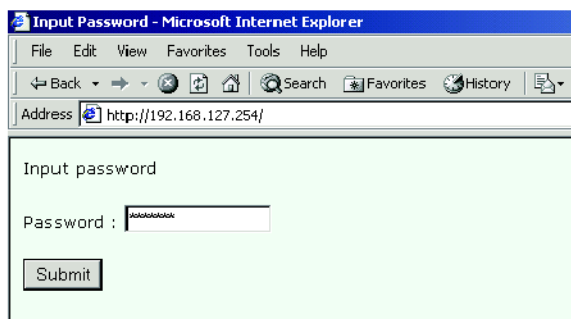 Input Password - Microsoft Internet Explorer
File Edit View Favorites Tools Help
Back Search Favorites History
Address http://192.168.127.254/
Input password
Password : ********
Submit